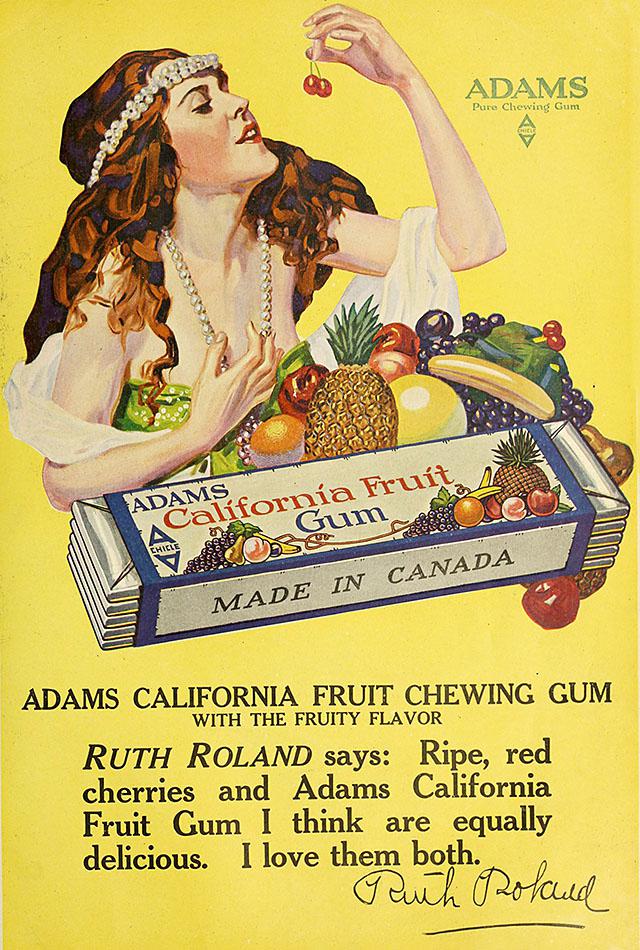 ADAMS
Pure Chewing Gum
CHICLE
ADAMS
California Fruit
Gum
CHICLE
MADE IN CANADA
ADAMS CALIFORNIA FRUIT CHEWING GUM
WITH THE FRUITY FLAVOR
RUTH ROLAND says: Ripe, red
cherries and Adams California
Fruit Gum I think are equally
delicious. I love them both.
Ruth Roland